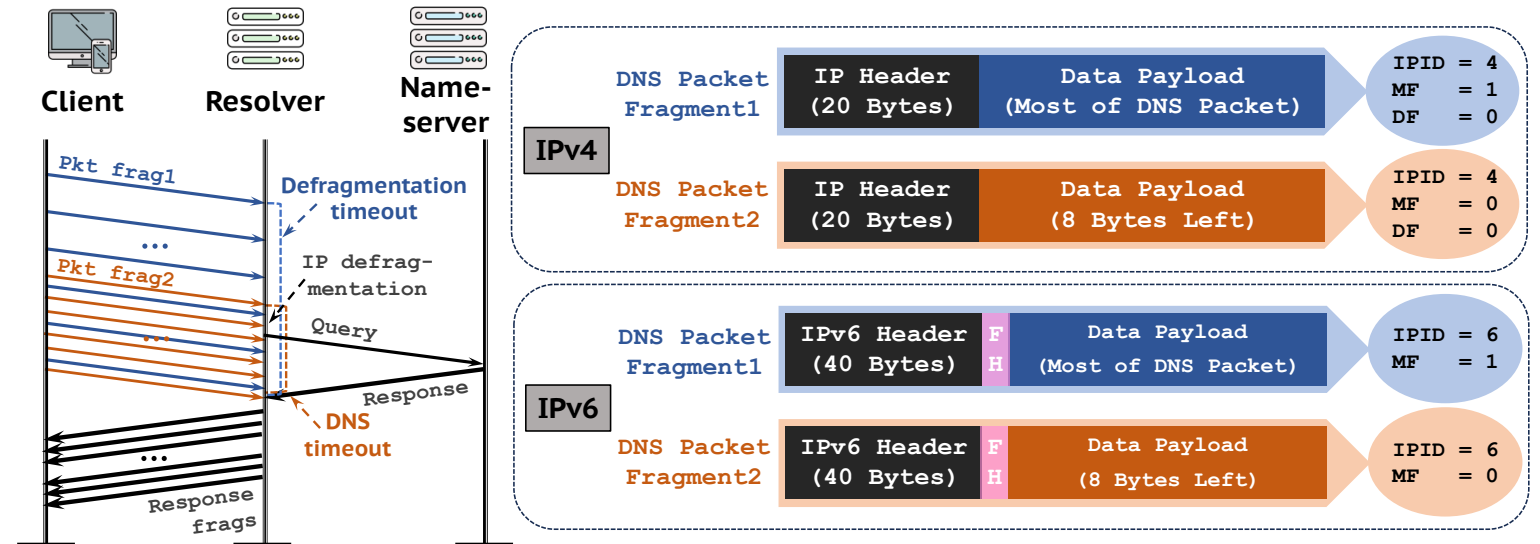 Client
Resolver
Name-
server
Pkt frag1
Defragmentation
timeout
...
Pkt frag2
IP defrag-
mentation
Query
...
Response
DNS
timeout
...
Response
frags
IPv4
DNS Packet
Fragment1
IP Header
(20 Bytes)
Data Payload
(Most of DNS Packet)
IPID = 4
MF = 1
DF = 0
DNS Packet
Fragment2
IP Header
(20 Bytes)
Data Payload
(8 Bytes Left)
IPID = 4
MF = 0
DF = 0
IPv6
DNS Packet
Fragment1
IPv6 Header
(40 Bytes)
F
H
Data Payload
(Most of DNS Packet)
IPID = 6
MF = 1
DNS Packet
Fragment2
IPv6 Header
(40 Bytes)
F
H
Data Payload
(8 Bytes Left)
IPID = 6
MF = 0